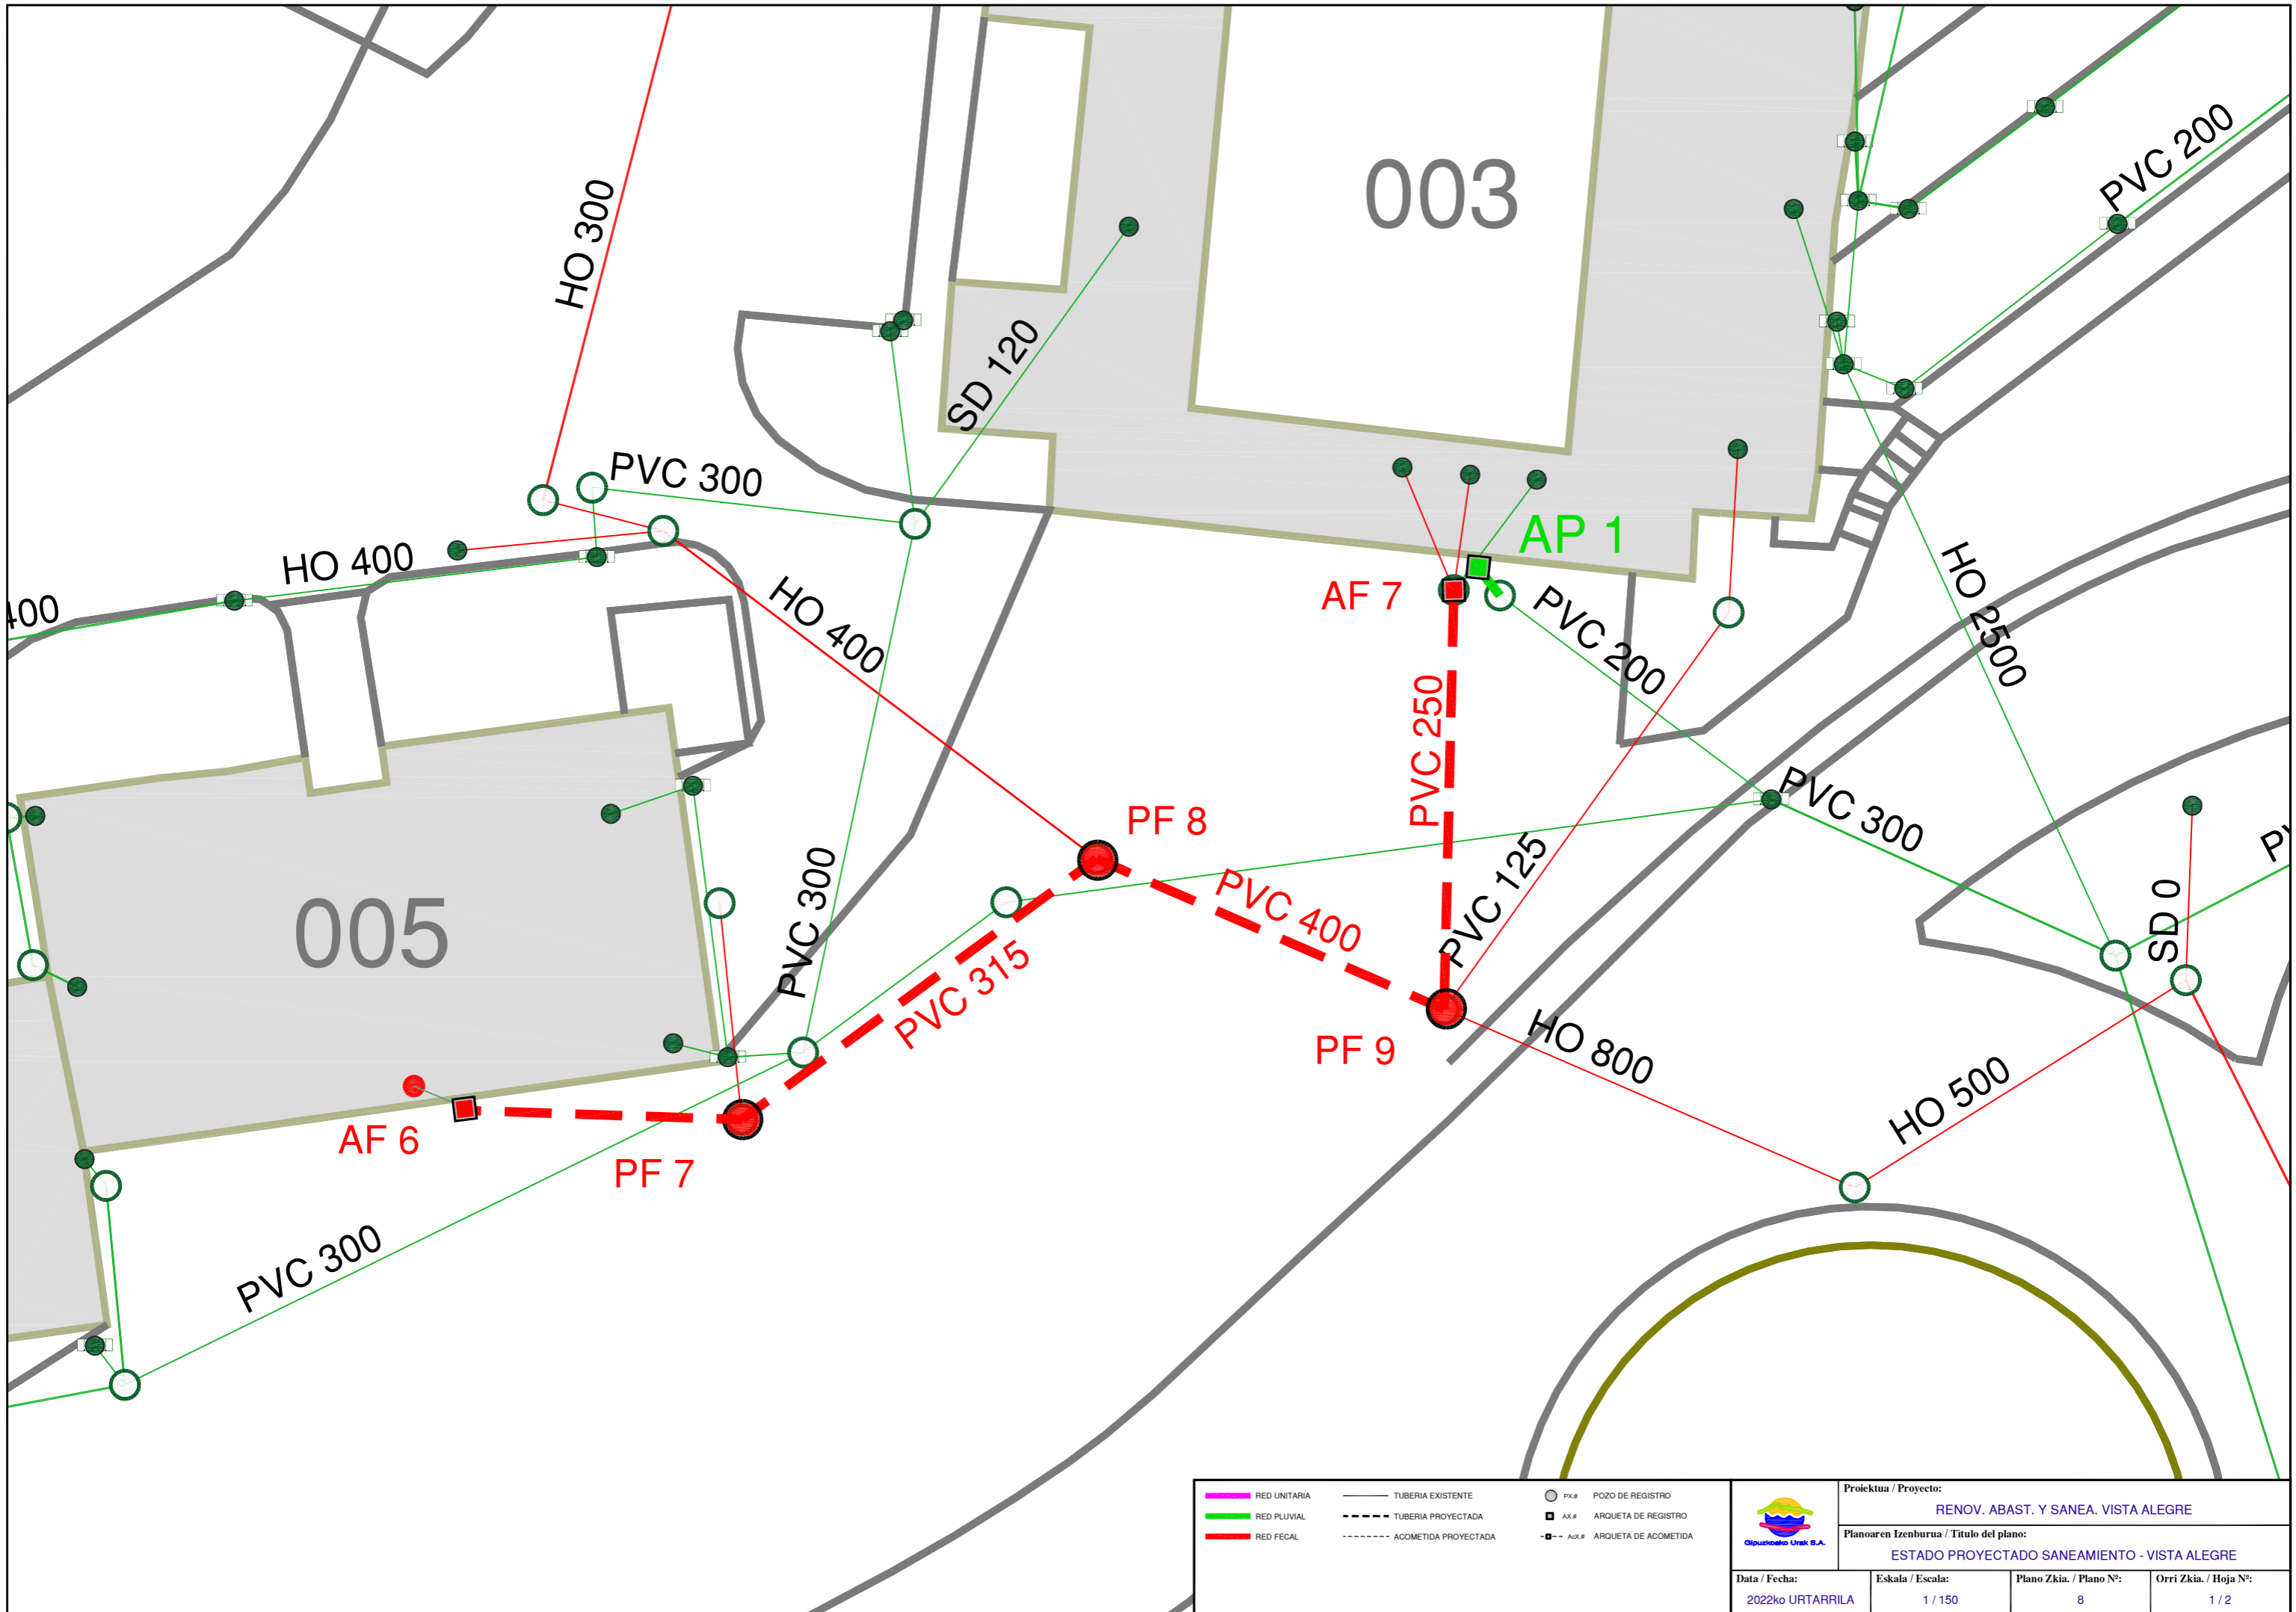 003
PVC 200
HO 300
SD 120
PVC 300
AP 1
HO 400
400
HO 400
AF 7
PVC 200
HO 2500
PVC 250
PF 8
PVC 300
PVC 125
PVC 400
PVC 300
005
PVC 315
SD 0
PF 9
HO 800
HO 500
AF 6
PF 7
PVC 300
RED UNITARIA
RED PLUVIAL
RED FECAL
TUBERIA EXISTENTE
TUBERIA PROYECTADA
ACOMETIDA PROYECTADA
PX.# POZO DE REGISTRO
AX.# ARQUETA DE REGISTRO
AcX.# ARQUETA DE ACOMETIDA
Gipuzkoako Urak S.A.
Proiektua / Proyecto:
RENOV. ABAST. Y SANEA. VISTA ALEGRE
Planoaren Izenburua / Titulo del plano:
ESTADO PROYECTADO SANEAMIENTO - VISTA ALEGRE
Data / Fecha:
2022ko URTARRILA
Eskala / Escala:
1 / 150
Plano Zkia. / Plano Nº:
8
Orri Zkia. / Hoja Nº:
1 / 2